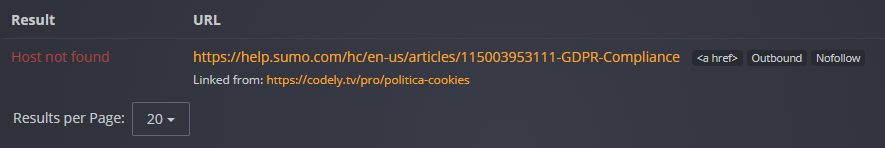 Result URL
Host not found https://help.sumo.com/hc/en-us/articles/115003953111-GDPR-Compliance <a href> Outbound Nofollow
Linked from: https://codely.tv/pro/politica-cookies
Results per Page: 20